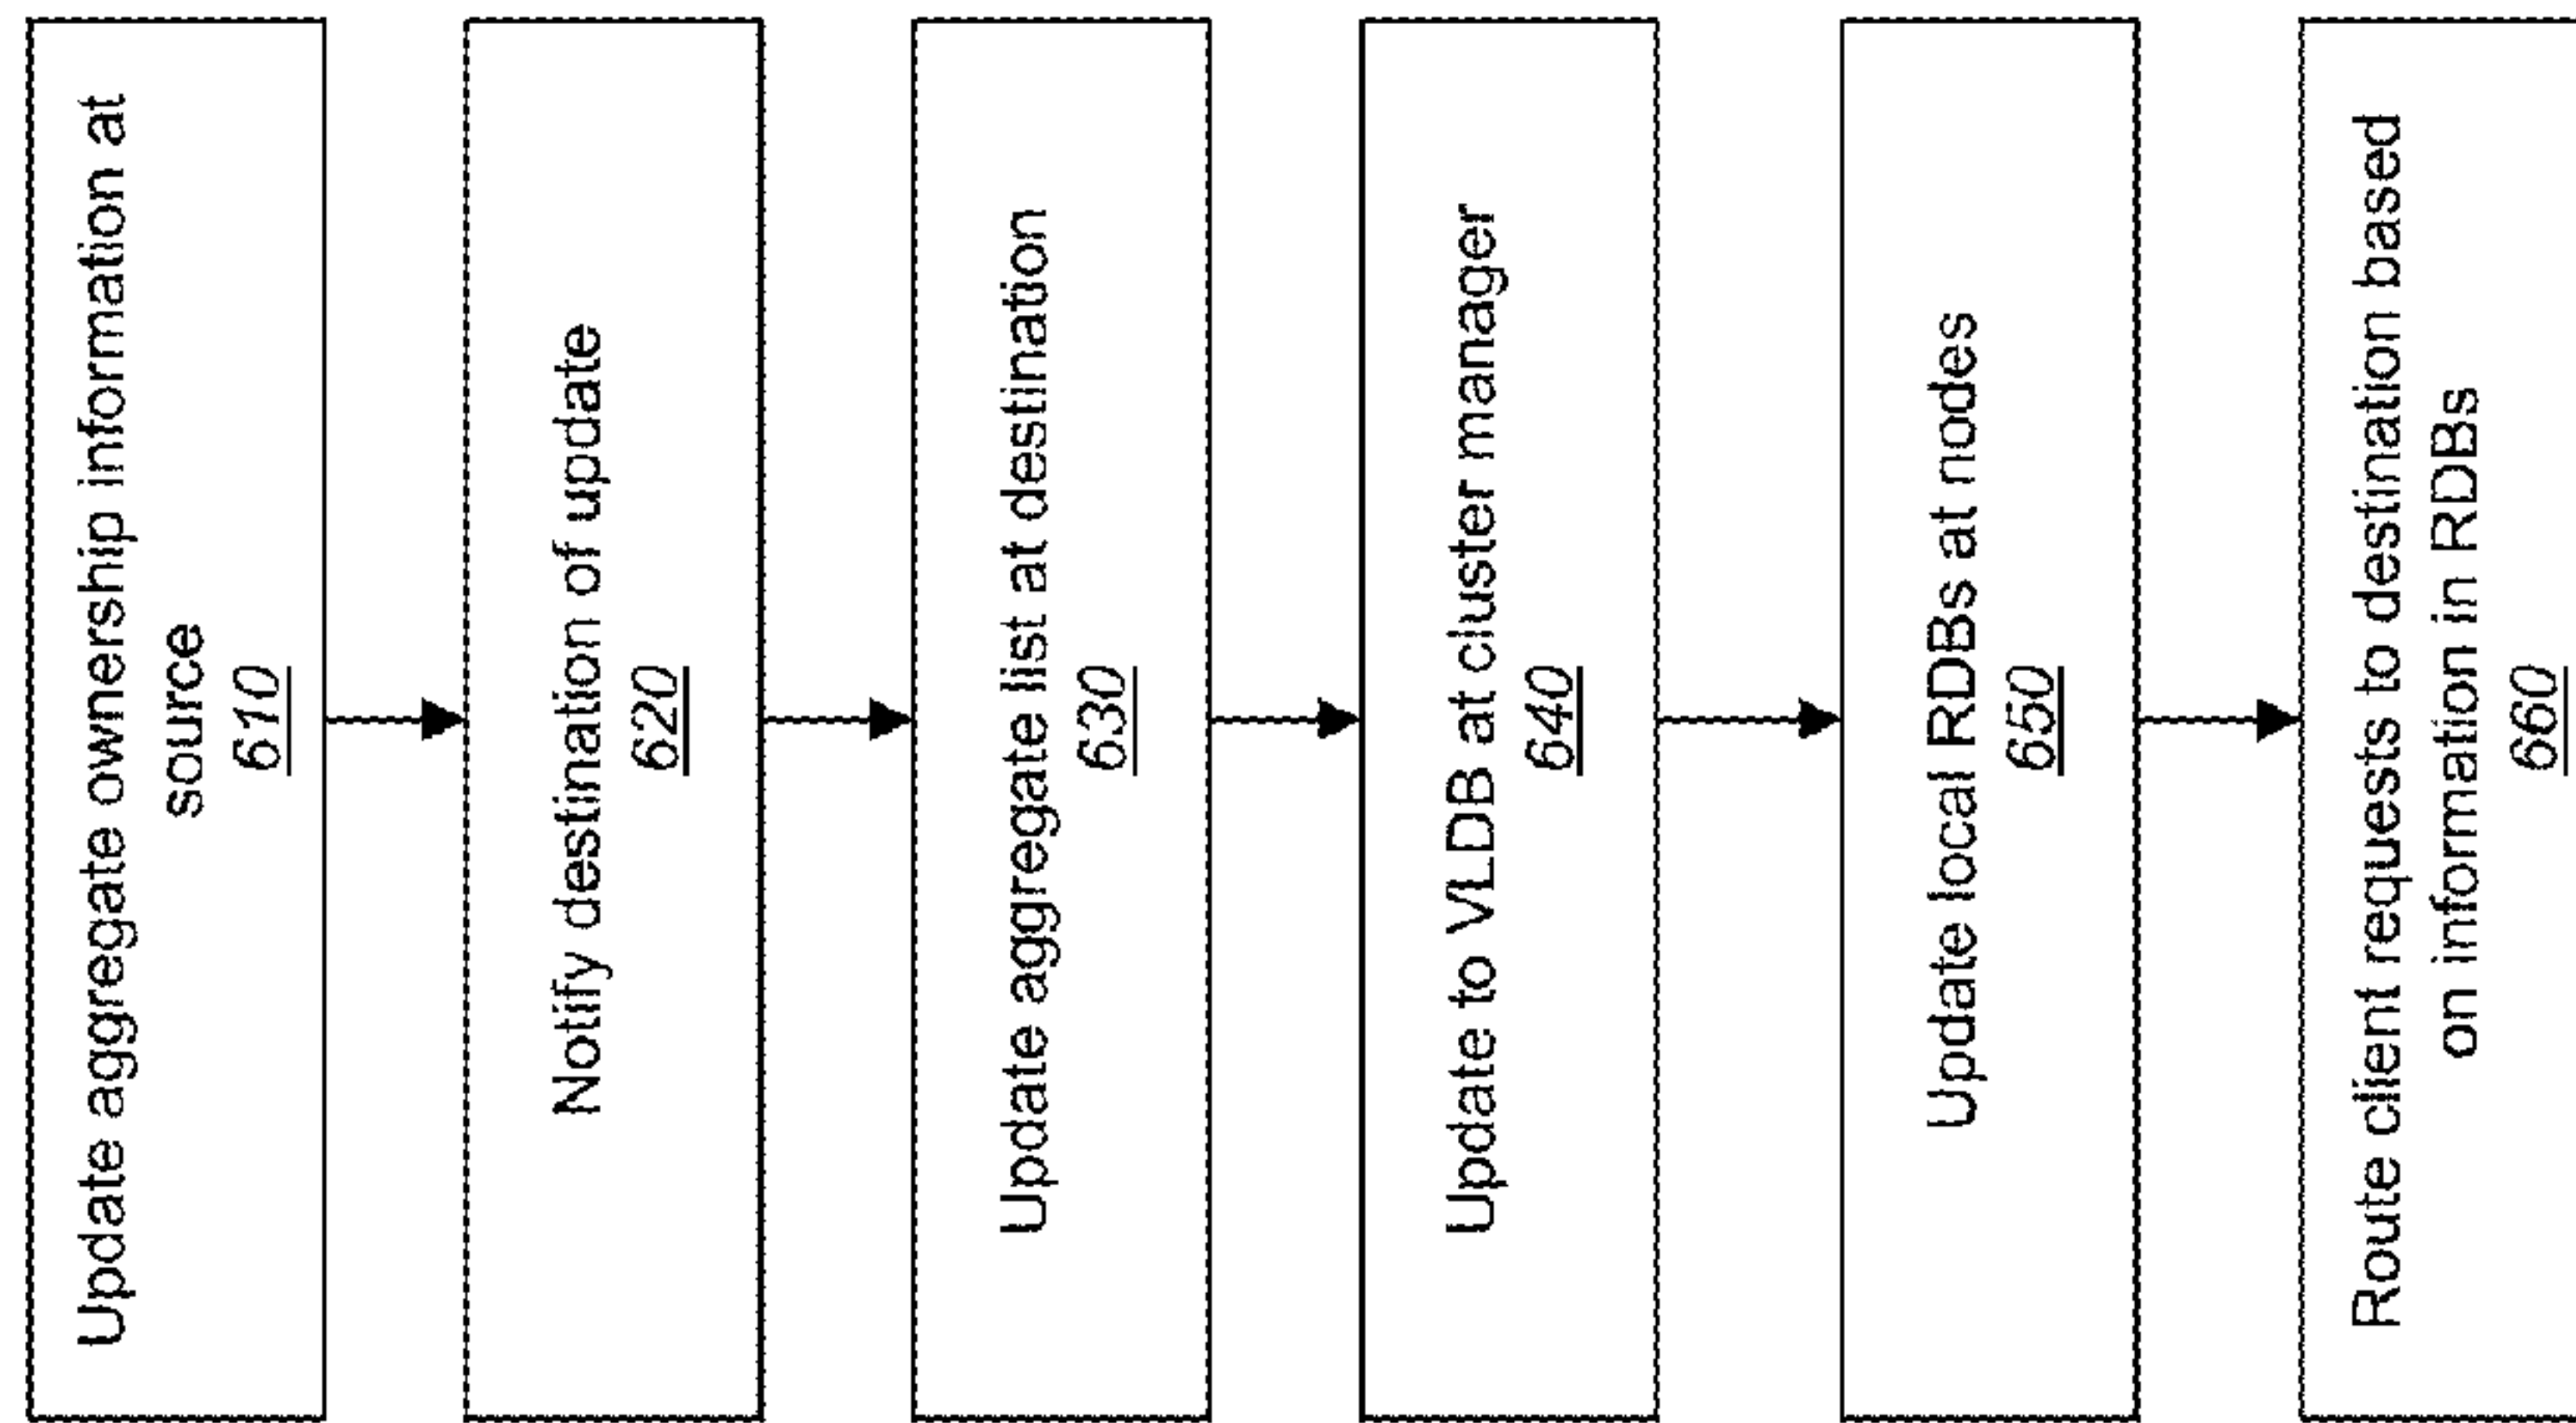 Update aggregate ownership information at
source
610
Notify destination of update
620
Update aggregate list at destination
630
Update to VLDB at cluster manager
640
Update local RDBs at nodes
650
Route client requests to destination based
on information in RDBs
660